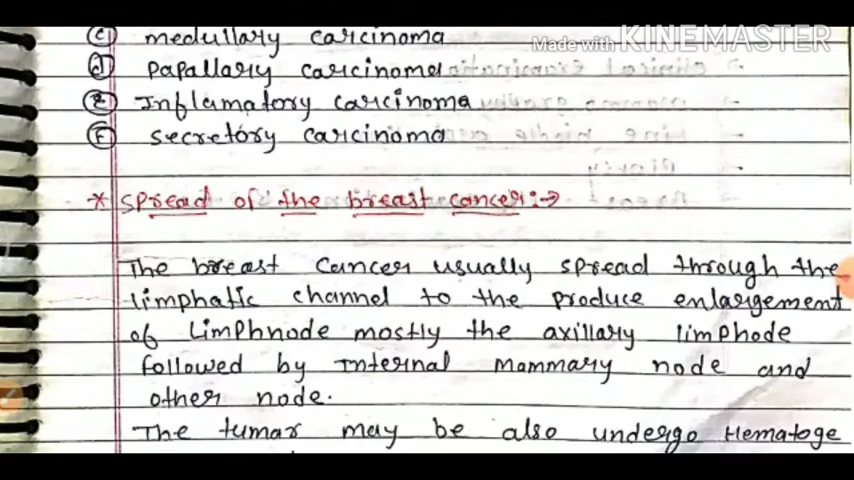 Made with KINEMASTER
(C) medullary carcinoma
(d) papallary carcinoma
(E) Inflamatory carcinoma
(F) secretory carcinoma
* spread of the breast cancer:→
The breast cancer usually spread through the
limphatic channel to the produce enlargement
of Limphnode mostly the axillary limphode
followed by Internal mammary node and
other node.
The tumar may be also undergo Hematoge